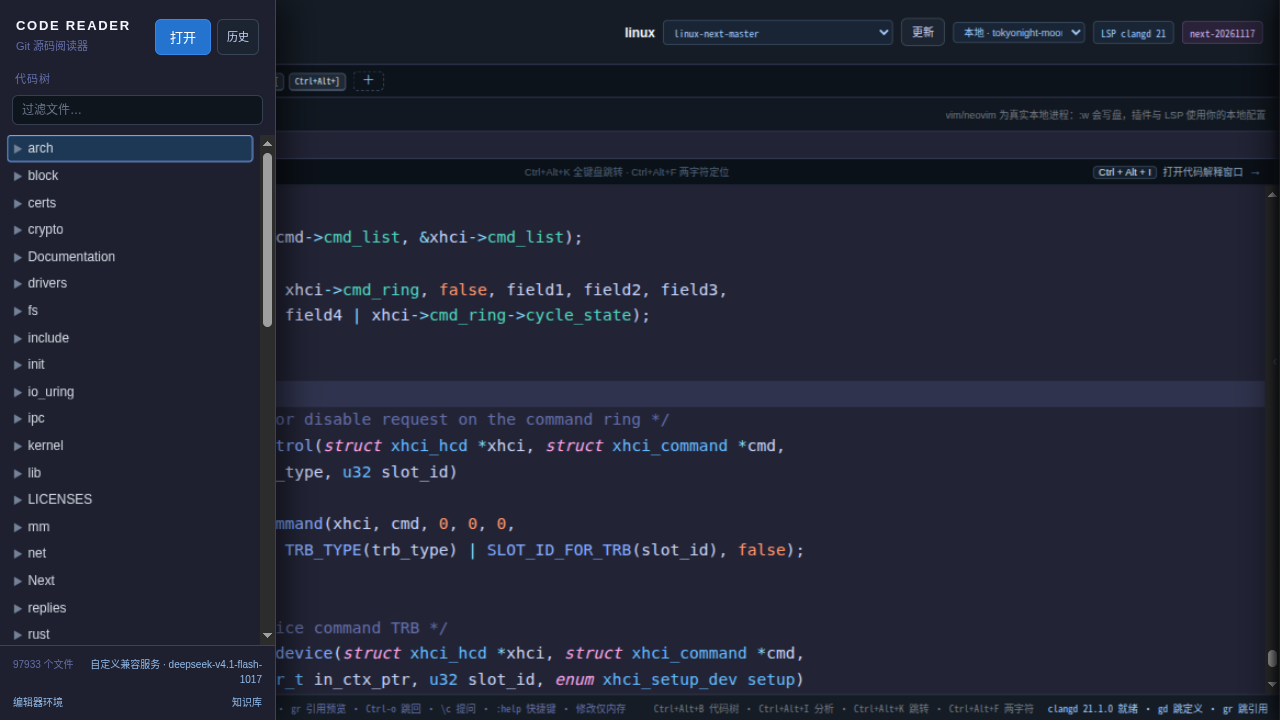 CODE READER
Git 源码阅读器
打开
历史
linux
linux-next-master
更新
本地 · tokyonight-moon
LSP clangd 21
next-20261117
代码树
Ctrl+Alt+]
+
过滤文件…
vim/neovim 为真实本地进程：:w 会写盘，插件与 LSP 使用你的本地配置
Ctrl+Alt+K 全键盘跳转 · Ctrl+Alt+F 两字符定位
Ctrl + Alt + I 打开代码解释窗口 →
arch
block
certs
crypto
Documentation
drivers
fs
include
init
io_uring
ipc
kernel
lib
LICENSES
mm
net
Next
replies
rust
cmd->cmd_list, &xhci->cmd_list);
xhci->cmd_ring, false, field1, field2, field3,
field4 | xhci->cmd_ring->cycle_state);
or disable request on the command ring */
trol(struct xhci_hcd *xhci, struct xhci_command *cmd,
_type, u32 slot_id)
mmand(xhci, cmd, 0, 0, 0,
TRB_TYPE(trb_type) | SLOT_ID_FOR_TRB(slot_id), false);
ice command TRB */
device(struct xhci_hcd *xhci, struct xhci_command *cmd,
r_t in_ctx_ptr, u32 slot_id, enum xhci_setup_dev setup)
97933 个文件
自定义兼容服务 · deepseek-v4.1-flash-
1017
编辑器环境
知识库
· gr 引用预览 · Ctrl-o 跳回 · \c 提问 · :help 快捷键 · 修改仅内存
Ctrl+Alt+B 代码树 · Ctrl+Alt+I 分析 · Ctrl+Alt+K 跳转 · Ctrl+Alt+F 两字符
clangd 21.1.0 就绪 · gd 跳定义 · gr 跳引用